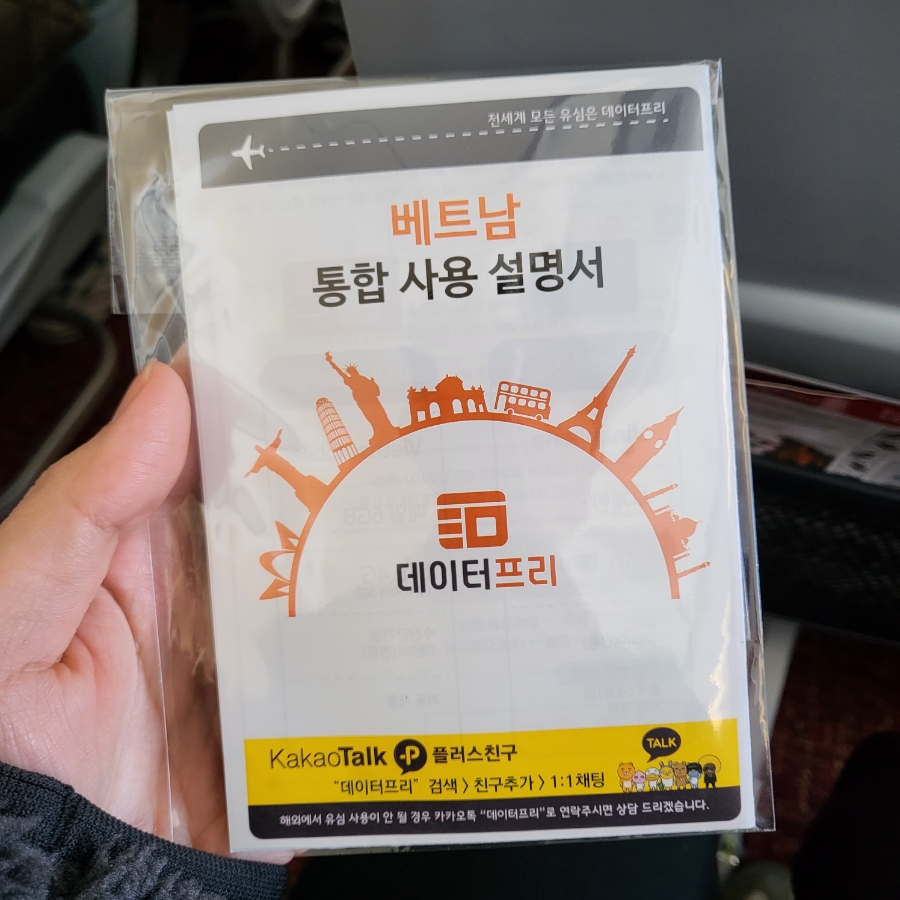 전세계 모든 유심은 데이터프리
베트남
통합 사용 설명서
데이터프리
KakaoTalk P 플러스친구
TALK
“데이터프리” 검색 > 친구추가 > 1:1채팅
해외에서 유심 사용이 안 될 경우 카카오톡 “데이터프리”로 연락주시면 상담 드리겠습니다.